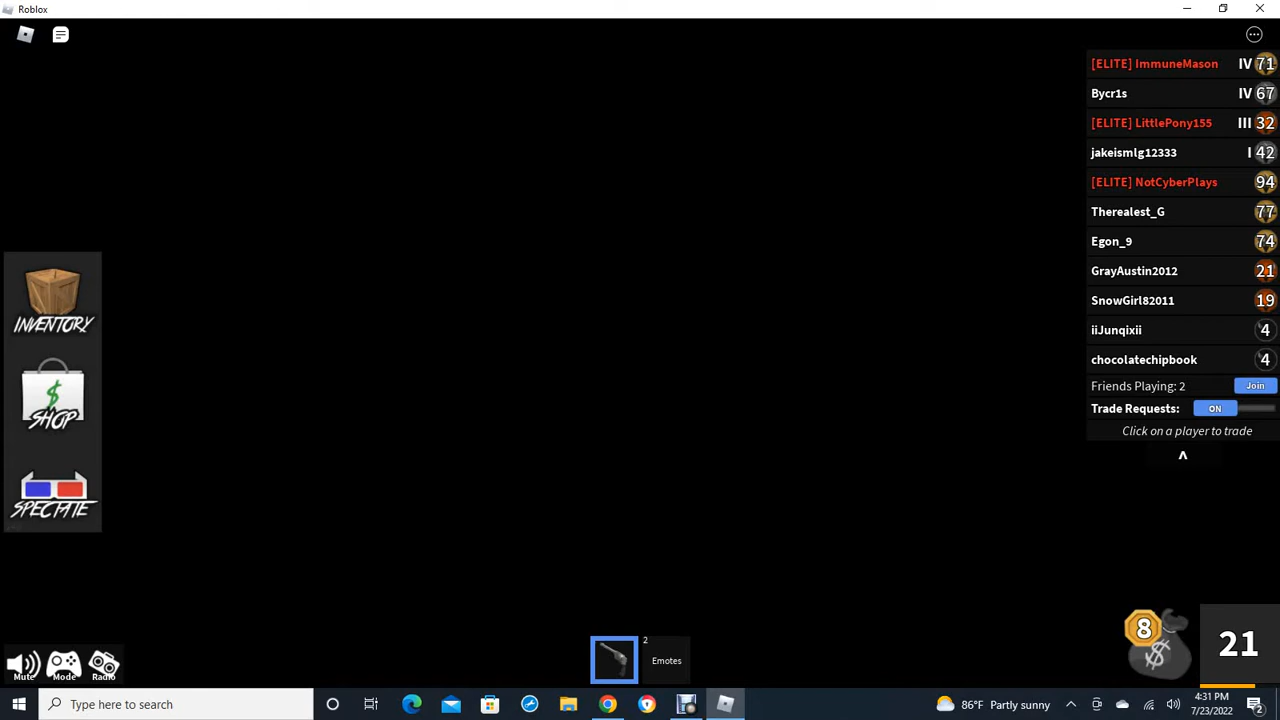 Roblox
[ELITE] ImmuneMason IV 71
Bycr1s IV 67
[ELITE] LittlePony155 III 32
jakeismlg12333 I 42
[ELITE] NotCyberPlays 94
Therealest_G 77
Egon_9 74
GrayAustin2012 21
SnowGirl82011 19
iiJunqixii 4
chocolatechipbook 4
Friends Playing: 2 Join
Trade Requests: ON
Click on a player to trade
^
INVENTORY
$
SHOP
SPECTATE
Mute
Mode
Radio
2
Emotes
8
$
21
Type here to search
86°F Partly sunny
4:31 PM
7/23/2022
2